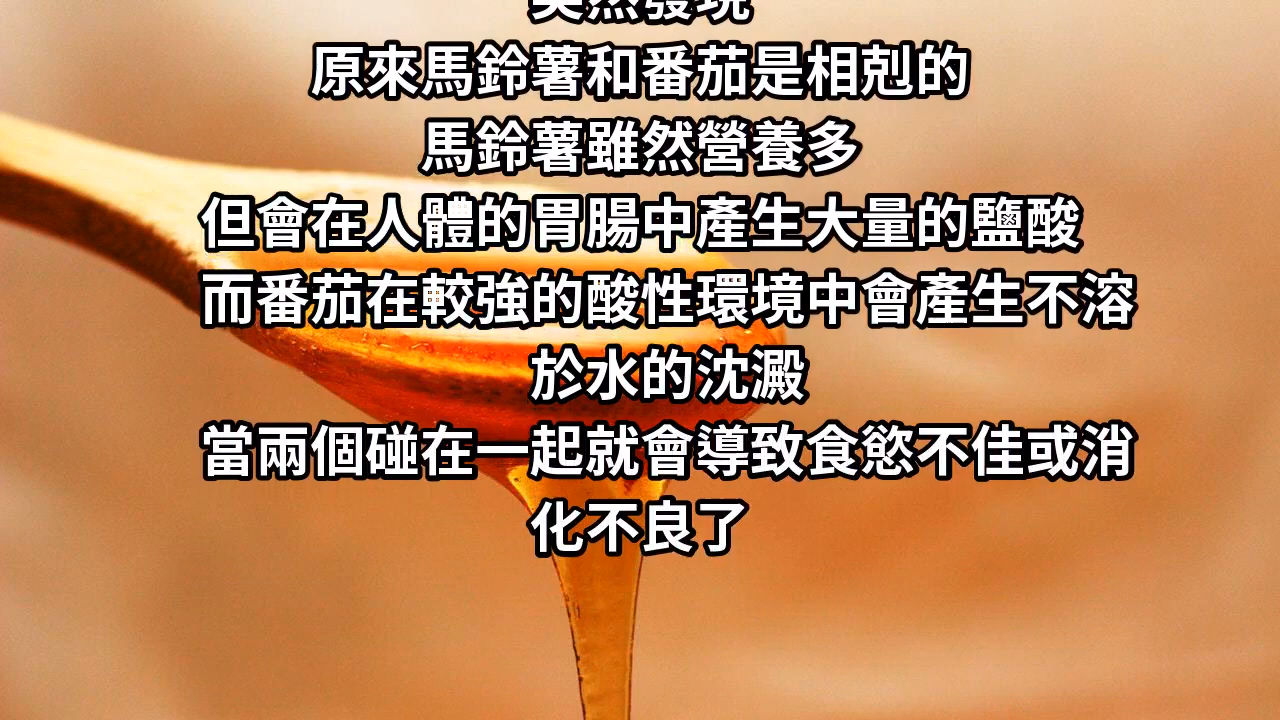 突然發現
原來馬鈴薯和番茄是相剋的
馬鈴薯雖然營養多
但會在人體的胃腸中產生大量的鹽酸
而番茄在較強的酸性環境中會產生不溶
於水的沈澱
當兩個碰在一起就會導致食慾不佳或消
化不良了